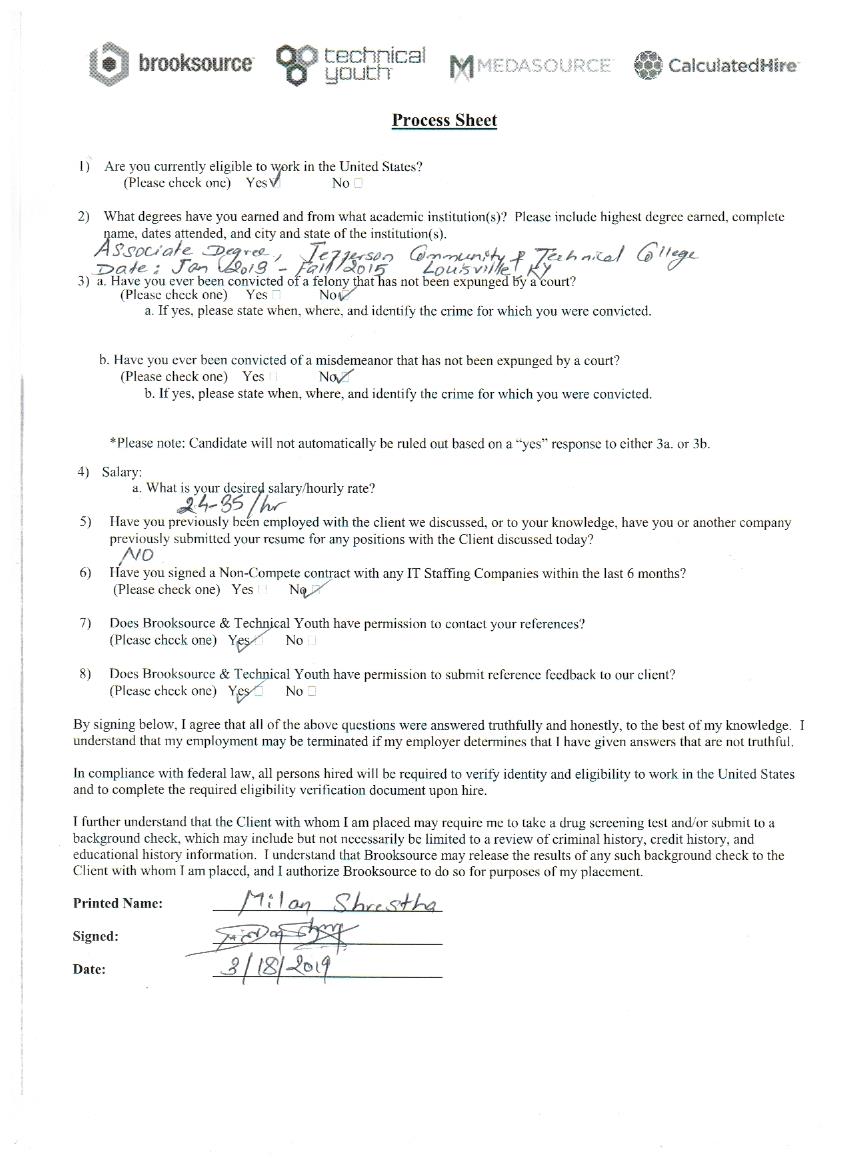 brooksource technical youth MEDASOURCE CalculatedHire
Process Sheet
1) Are you currently eligible to work in the United States?
(Please check one) Yes ☑ No ☐
2) What degrees have you earned and from what academic institution(s)? Please include highest degree earned, complete
name, dates attended, and city and state of the institution(s).
Associate Degree, Jefferson Community & Technical College
Date: Jan 2013 - Fall/2015 Louisville, KY
3) a. Have you ever been convicted of a felony that has not been expunged by a court?
(Please check one) Yes ☐ No ☑
a. If yes, please state when, where, and identify the crime for which you were convicted.
b. Have you ever been convicted of a misdemeanor that has not been expunged by a court?
(Please check one) Yes ☐ No ☑
b. If yes, please state when, where, and identify the crime for which you were convicted.
*Please note: Candidate will not automatically be ruled out based on a “yes” response to either 3a. or 3b.
4) Salary:
a. What is your desired salary/hourly rate?
24-35/hr
5) Have you previously been employed with the client we discussed, or to your knowledge, have you or another company
previously submitted your resume for any positions with the Client discussed today?
NO
6) Have you signed a Non-Compete contract with any IT Staffing Companies within the last 6 months?
(Please check one) Yes ☐ No ☑
7) Does Brooksource & Technical Youth have permission to contact your references?
(Please check one) Yes ☑ No ☐
8) Does Brooksource & Technical Youth have permission to submit reference feedback to our client?
(Please check one) Yes ☑ No ☐
By signing below, I agree that all of the above questions were answered truthfully and honestly, to the best of my knowledge. I
understand that my employment may be terminated if my employer determines that I have given answers that are not truthful.
In compliance with federal law, all persons hired will be required to verify identity and eligibility to work in the United States
and to complete the required eligibility verification document upon hire.
I further understand that the Client with whom I am placed may require me to take a drug screening test and/or submit to a
background check, which may include but not necessarily be limited to a review of criminal history, credit history, and
educational history information. I understand that Brooksource may release the results of any such background check to the
Client with whom I am placed, and I authorize Brooksource to do so for purposes of my placement.
Printed Name: Milan Shrestha
Signed:
Date: 3/18/2019